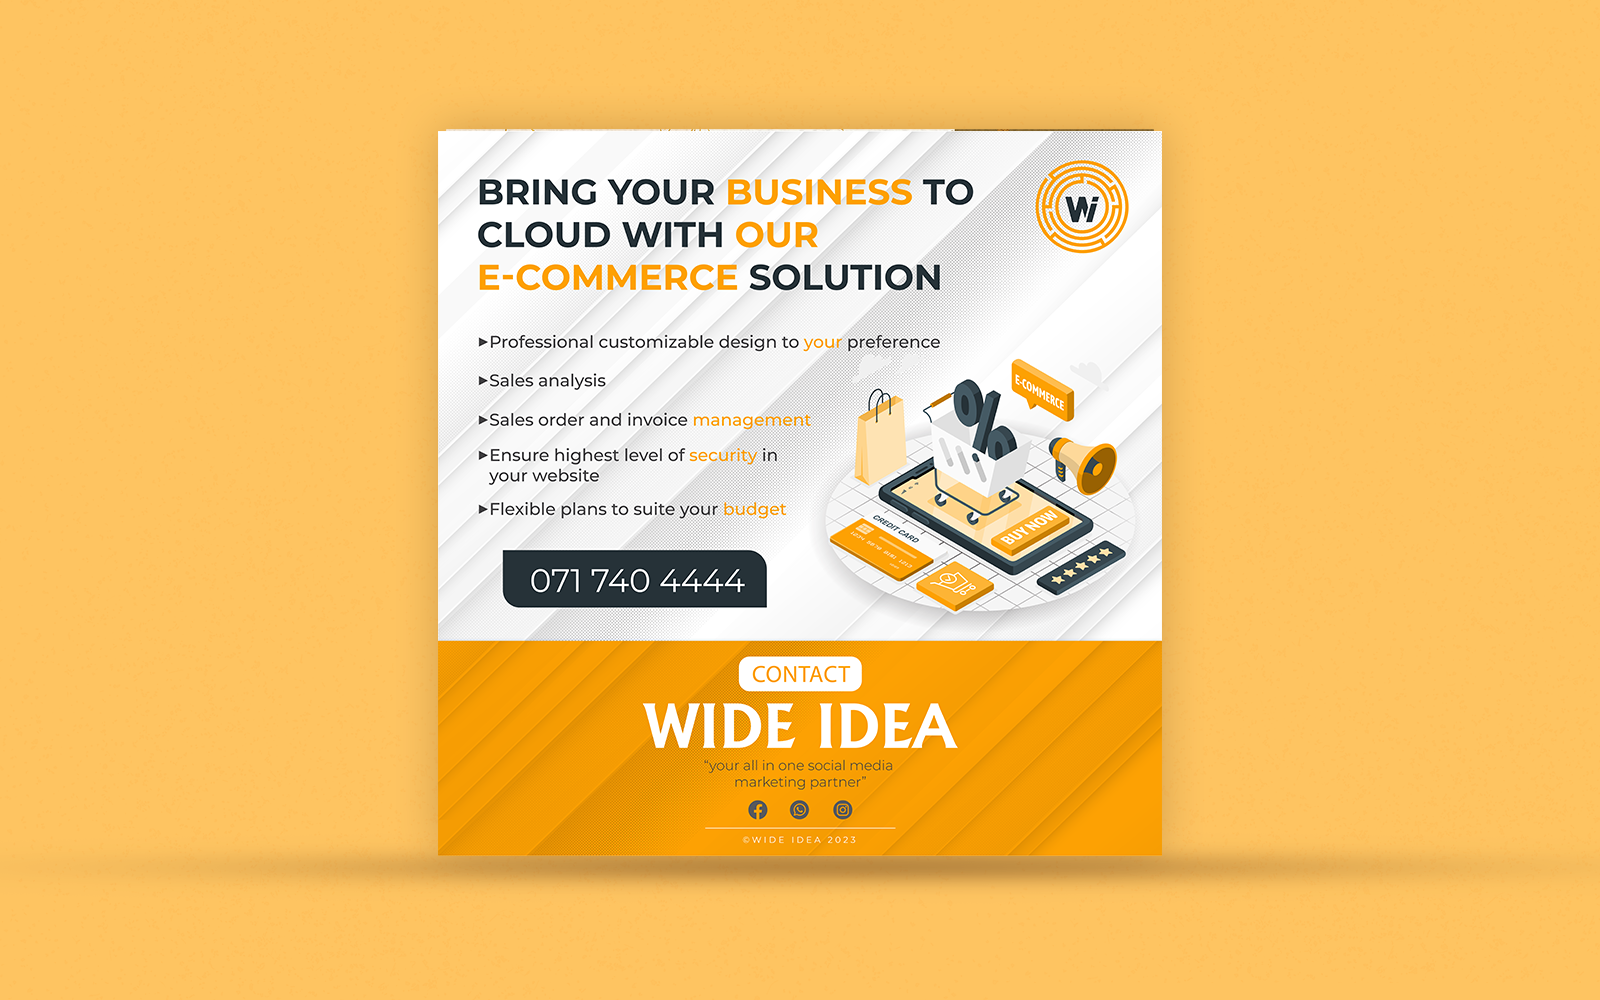 BRING YOUR BUSINESS TO
CLOUD WITH OUR
E-COMMERCE SOLUTION
Wi
▸Professional customizable design to your preference
▸Sales analysis
▸Sales order and invoice management
▸Ensure highest level of security in
your website
▸Flexible plans to suite your budget
E-COMMERCE
%
BUY NOW
CREDIT CARD
071 740 4444
CONTACT
WIDE IDEA
“your all in one social media
marketing partner”
©WIDE IDEA 2023